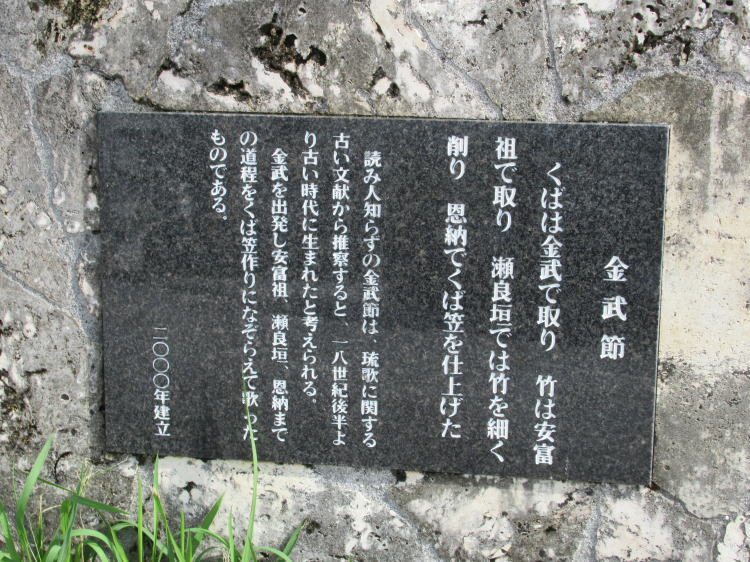 金武節
くばは金武で取り　竹は安富
祖で取り　瀬良垣では竹を細く
削り　恩納でくば笠を仕上げた
読み人知らずの金武節は、琉歌に関する
古い文献から推察すると、一八世紀後半よ
り古い時代に生まれたと考えられる。
金武を出発し安富祖、瀬良垣、恩納まで
の道程をくば笠作りになぞらえて歌った
ものである。
二〇〇〇年建立